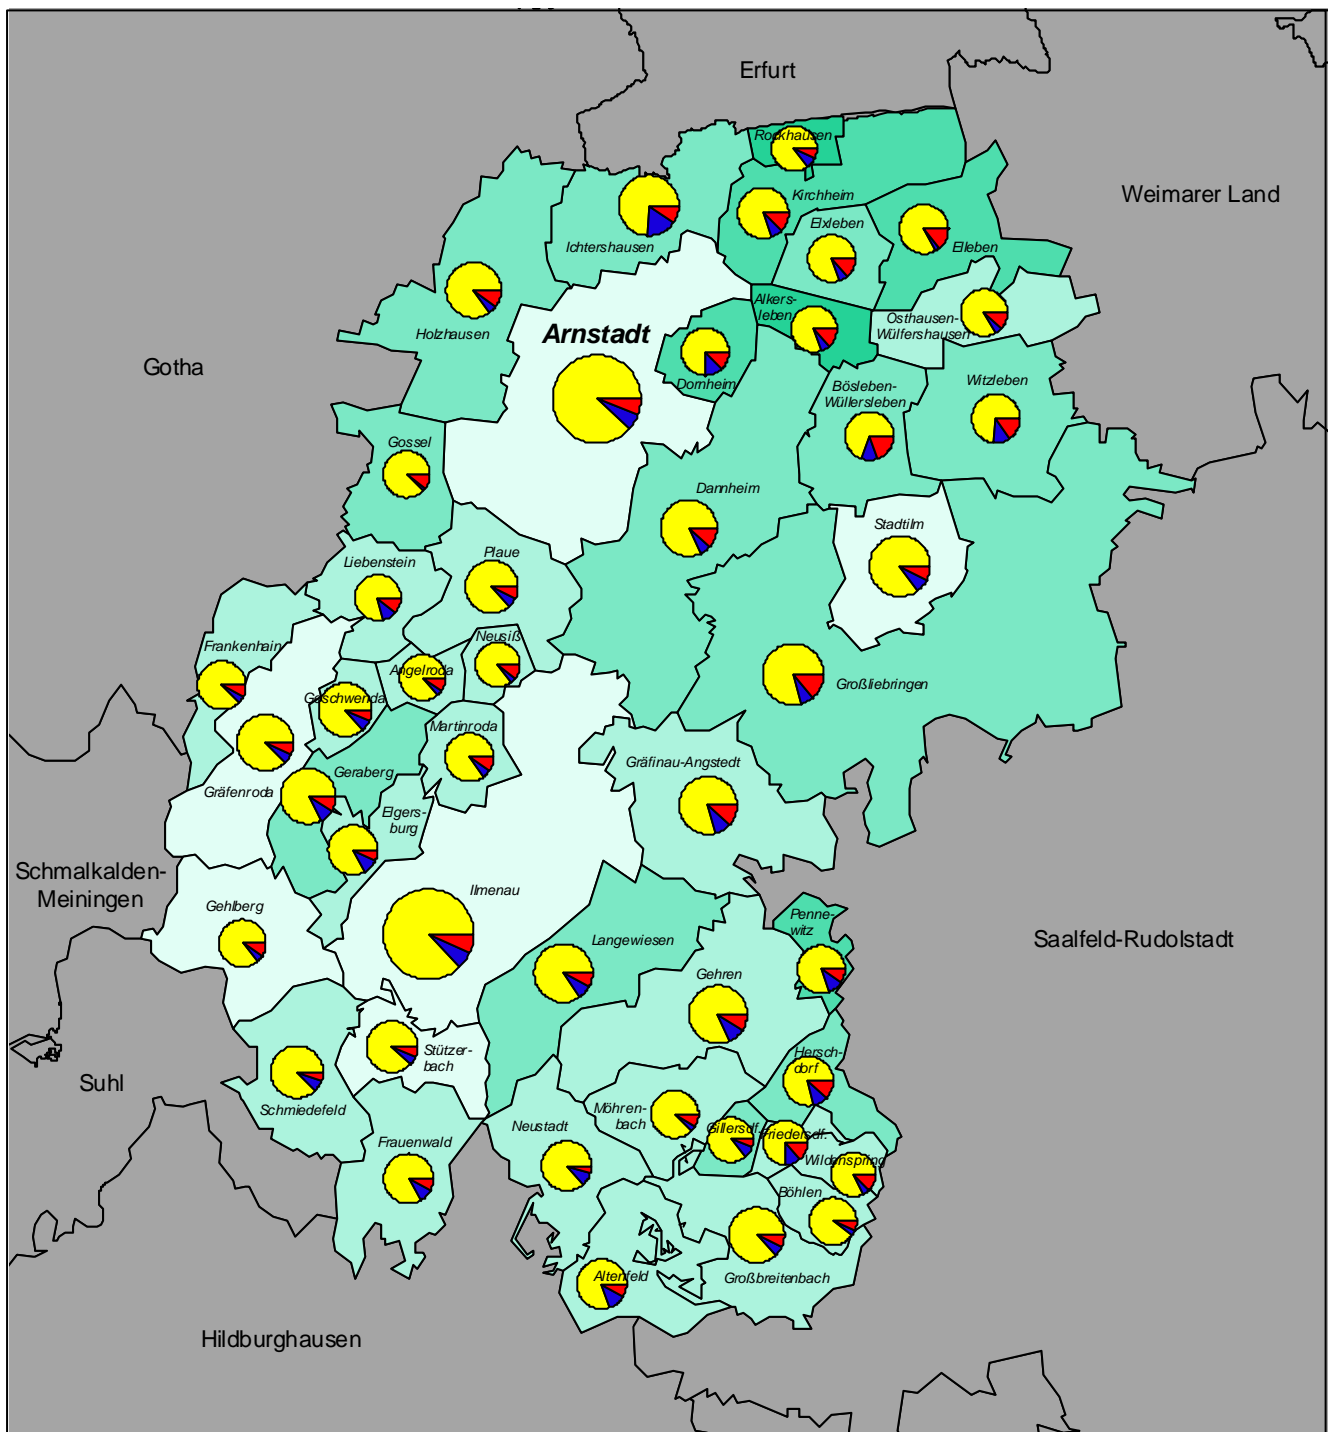 Erfurt
Rockhausen
Weimarer Land
Kirchheim
Elxleben
Ichtershausen
Elleben
Alkers-
leben
Osthausen-
Wülfershausen
Holzhausen
Arnstadt
Gotha
Dornheim
Bösleben-
Wüllersleben
Witzleben
Gossel
Dannheim
Stadtilm
Liebenstein
Plaue
Neusiß
Frankenhain
Angelroda
Geschwenda
Großliebringen
Martinroda
Gräfinau-Angstedt
Geraberg
Gräfenroda
Elgers-
burg
Schmalkalden-
Meiningen
Ilmenau
Gehlberg
Penne-
witz
Langewiesen
Saalfeld-Rudolstadt
Gehren
Stützer-
bach
Hersch-
dorf
Suhl
Schmiedefeld
Möhren-
bach
Neustadt
Gillersdf.
Friedersdf.
Frauenwald
Wildenspring
Böhlen
Altenfeld
Großbreitenbach
Hildburghausen